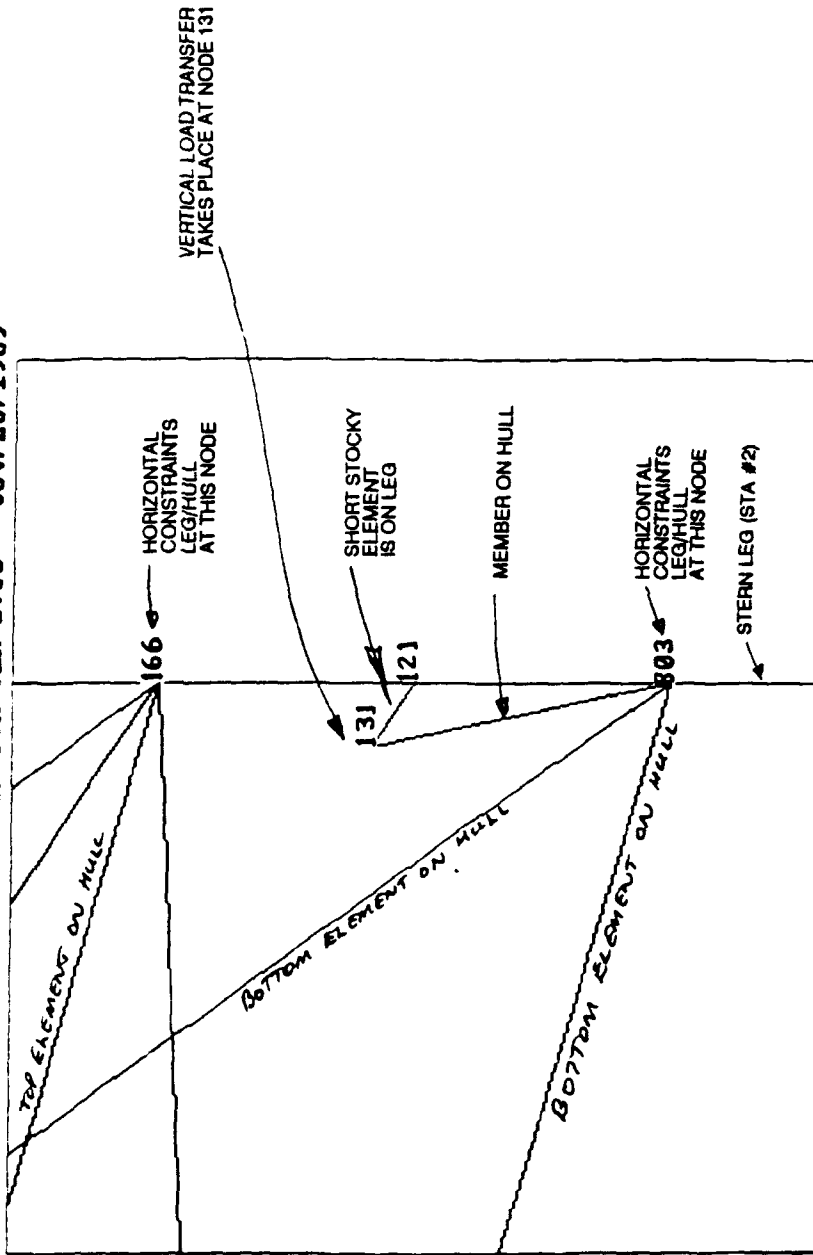 VERTICAL LOAD TRANSFER
TAKES PLACE AT NODE 131
166
HORIZONTAL
CONSTRAINTS
LEG/HULL
AT THIS NODE
TOP ELEMENT ON HULL
SHORT STOCKY
ELEMENT
IS ON LEG
131
121
MEMBER ON HULL
BOTTOM ELEMENT ON HULL
803
HORIZONTAL
CONSTRAINTS
LEG/HULL
AT THIS NODE
BOTTOM ELEMENT ON HULL
STERN LEG (STA #2)